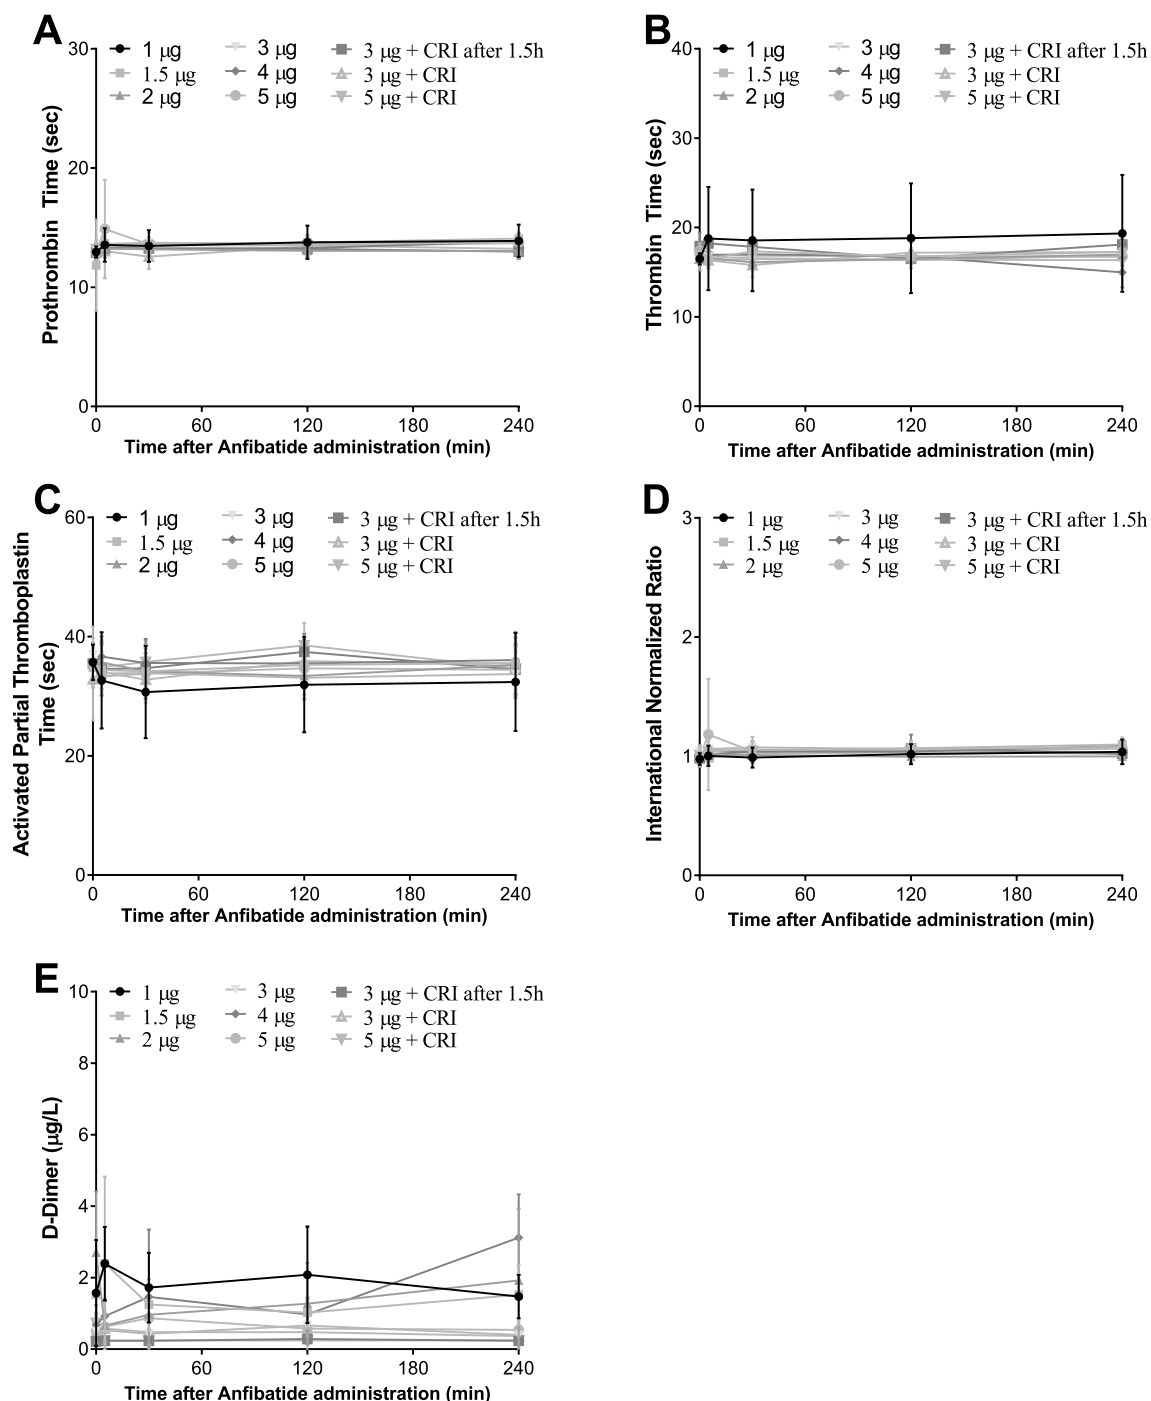 A
B
30
1 μg
3 μg
3 μg + CRI after 1.5h
1.5 μg
4 μg
3 μg + CRI
2 μg
5 μg
5 μg + CRI
20
10
0
Prothrombin Time (sec)
0 60 120 180 240
Time after Anfibatide administration (min)
40
1 μg
3 μg
3 μg + CRI after 1.5h
1.5 μg
4 μg
3 μg + CRI
2 μg
5 μg
5 μg + CRI
30
20
10
0
Thrombin Time (sec)
0 60 120 180 240
Time after Anfibatide administration (min)
C
D
60
1 μg
3 μg
3 μg + CRI after 1.5h
1.5 μg
4 μg
3 μg + CRI
2 μg
5 μg
5 μg + CRI
40
20
0
Activated Partial Thromboplastin
Time (sec)
0 60 120 180 240
Time after Anfibatide administration (min)
3
1 μg
3 μg
3 μg + CRI after 1.5h
1.5 μg
4 μg
3 μg + CRI
2 μg
5 μg
5 μg + CRI
2
1
0
International Normalized Ratio
0 60 120 180 240
Time after Anfibatide administration (min)
E
10
1 μg
3 μg
3 μg + CRI after 1.5h
1.5 μg
4 μg
3 μg + CRI
2 μg
5 μg
5 μg + CRI
8
6
4
2
0
D-Dimer (μg/L)
0 60 120 180 240
Time after Anfibatide administration (min)